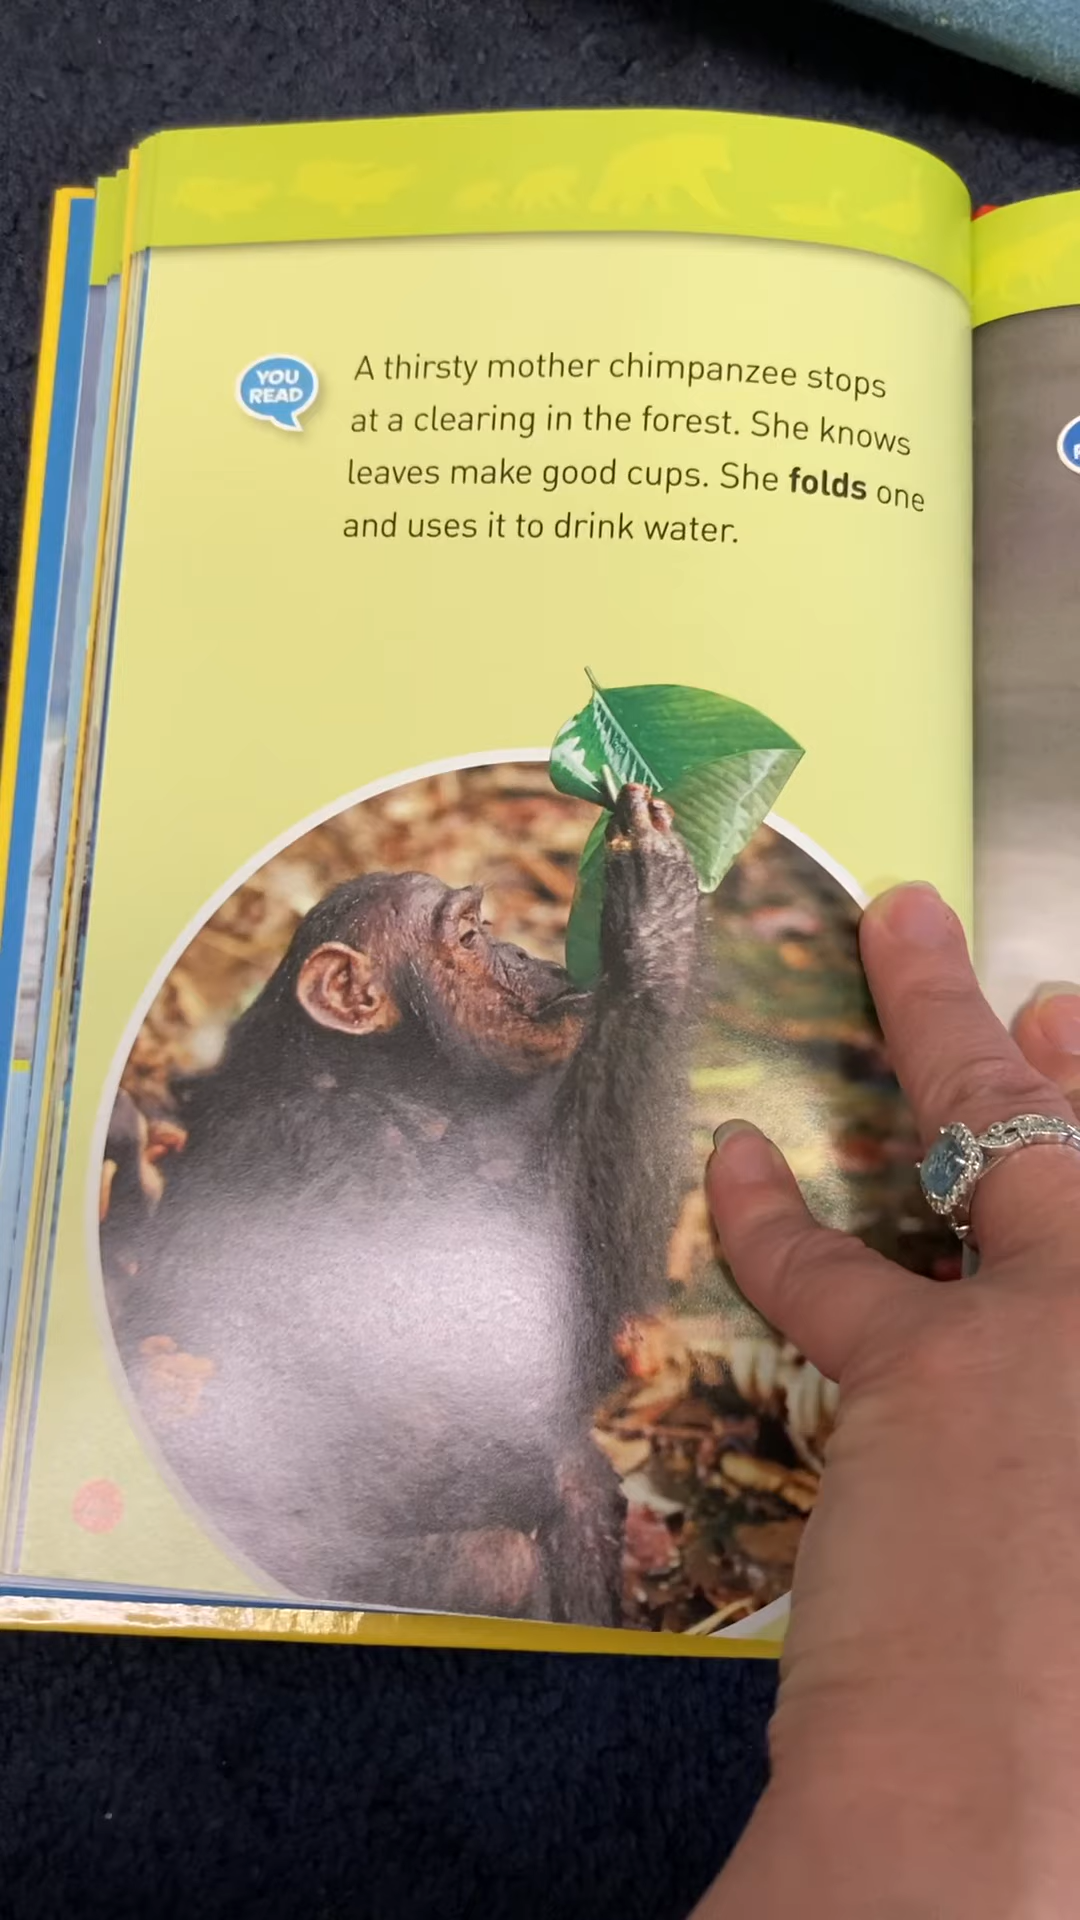 YOU
READ
A thirsty mother chimpanzee stops
at a clearing in the forest. She knows
leaves make good cups. She folds one
and uses it to drink water.